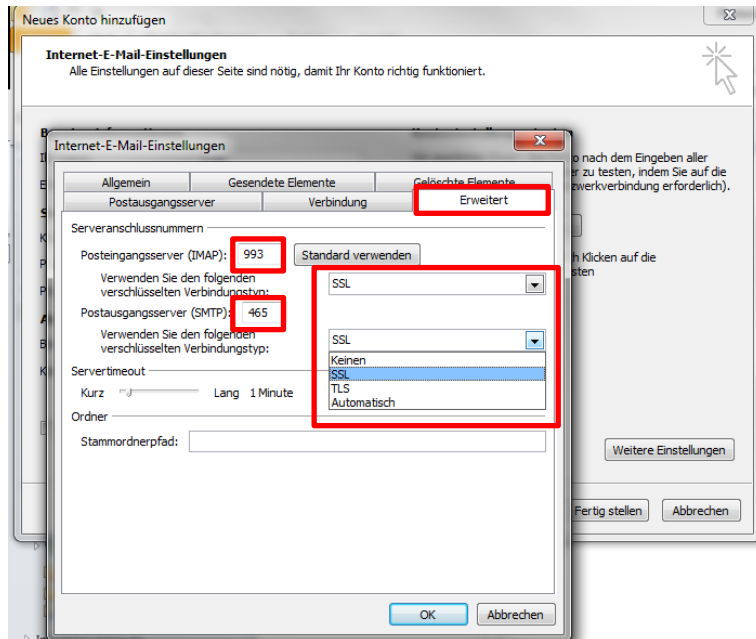 Neues Konto hinzufügen
Internet-E-Mail-Einstellungen
Alle Einstellungen auf dieser Seite sind nötig, damit Ihr Konto richtig funktioniert.
Internet-E-Mail-Einstellungen
nach dem Eingeben aller
zu testen, indem Sie auf die
erforderlich).
Klicken auf die
Allgemein
Gesendete Elemente
Gelöschte Elemente
Postausgangsserver
Verbindung
Erweitert
Serveranschlussnummern
Posteingangsserver (IMAP): 993 Standard verwenden
Verwenden Sie den folgenden
verschlüsselten Verbindungstyp:
SSL
Postausgangsserver (SMTP): 465
Verwenden Sie den folgenden
verschlüsselten Verbindungstyp:
SSL
Keinen
SSL
TLS
Automatisch
Servertimeout
Kurz Lang 1 Minute
Ordner
Stammordnerpfad:
Weitere Einstellungen
Fertig stellen Abbrechen
OK Abbrechen